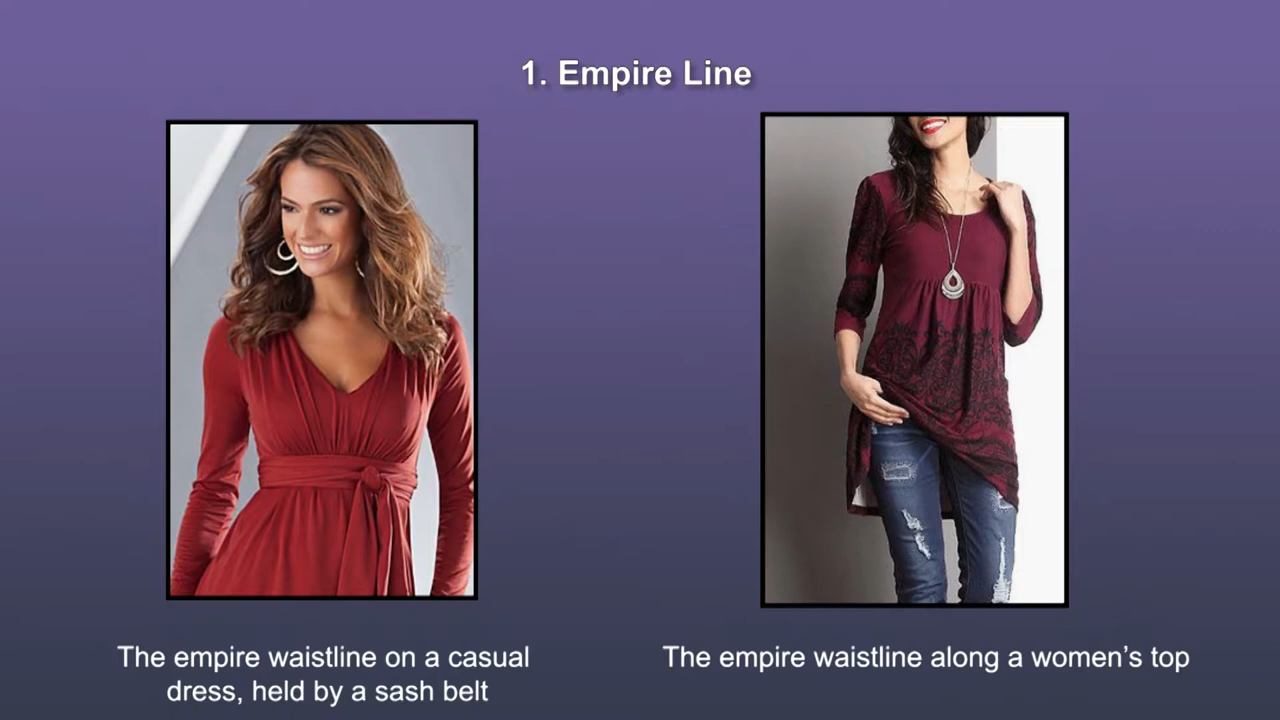 1. Empire Line
The empire waistline on a casual
dress, held by a sash belt
The empire waistline along a women’s top